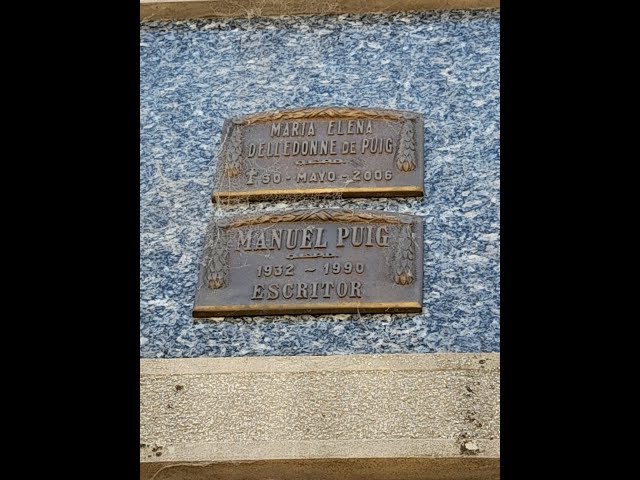 MARIA ELENA
DELLEDONNE DE PUIG
† 30 - MAYO - 2006
MANUEL PUIG
1932 ~ 1990
ESCRITOR